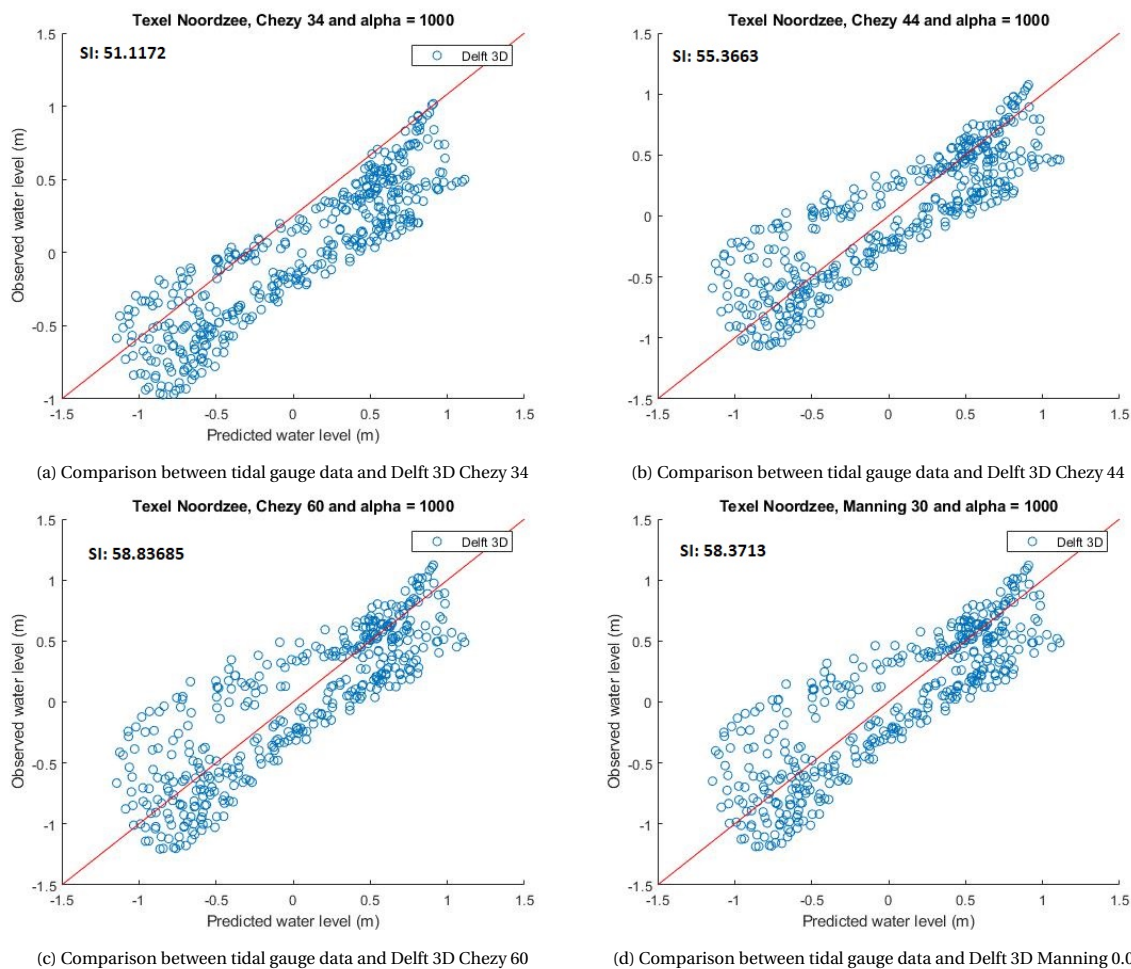 Texel Noordzee, Chezy 34 and alpha = 1000
SI: 51.1172
Delft 3D
1.5
1
0.5
0
-0.5
-1
-1.5
-1
-0.5
0
0.5
1
1.5
Observed water level (m)
Predicted water level (m)
(a) Comparison between tidal gauge data and Delft 3D Chezy 34
Texel Noordzee, Chezy 44 and alpha = 1000
SI: 55.3663
1.5
1
0.5
0
-0.5
-1
-1.5
-1.5
-1
-0.5
0
0.5
1
1.5
(b) Comparison between tidal gauge data and Delft 3D Chezy 44
Texel Noordzee, Chezy 60 and alpha = 1000
SI: 58.83685
Delft 3D
1.5
1
0.5
0
-0.5
-1
-1.5
-1.5
-1
-0.5
0
0.5
1
1.5
Observed water level (m)
Predicted water level (m)
(c) Comparison between tidal gauge data and Delft 3D Chezy 60
Texel Noordzee, Manning 30 and alpha = 1000
SI: 58.3713
Delft 3D
1.5
1
0.5
0
-0.5
-1
-1.5
-1.5
-1
-0.5
0
0.5
1
1.5
Observed water level (m)
Predicted water level (m)
(d) Comparison between tidal gauge data and Delft 3D Manning 0.0